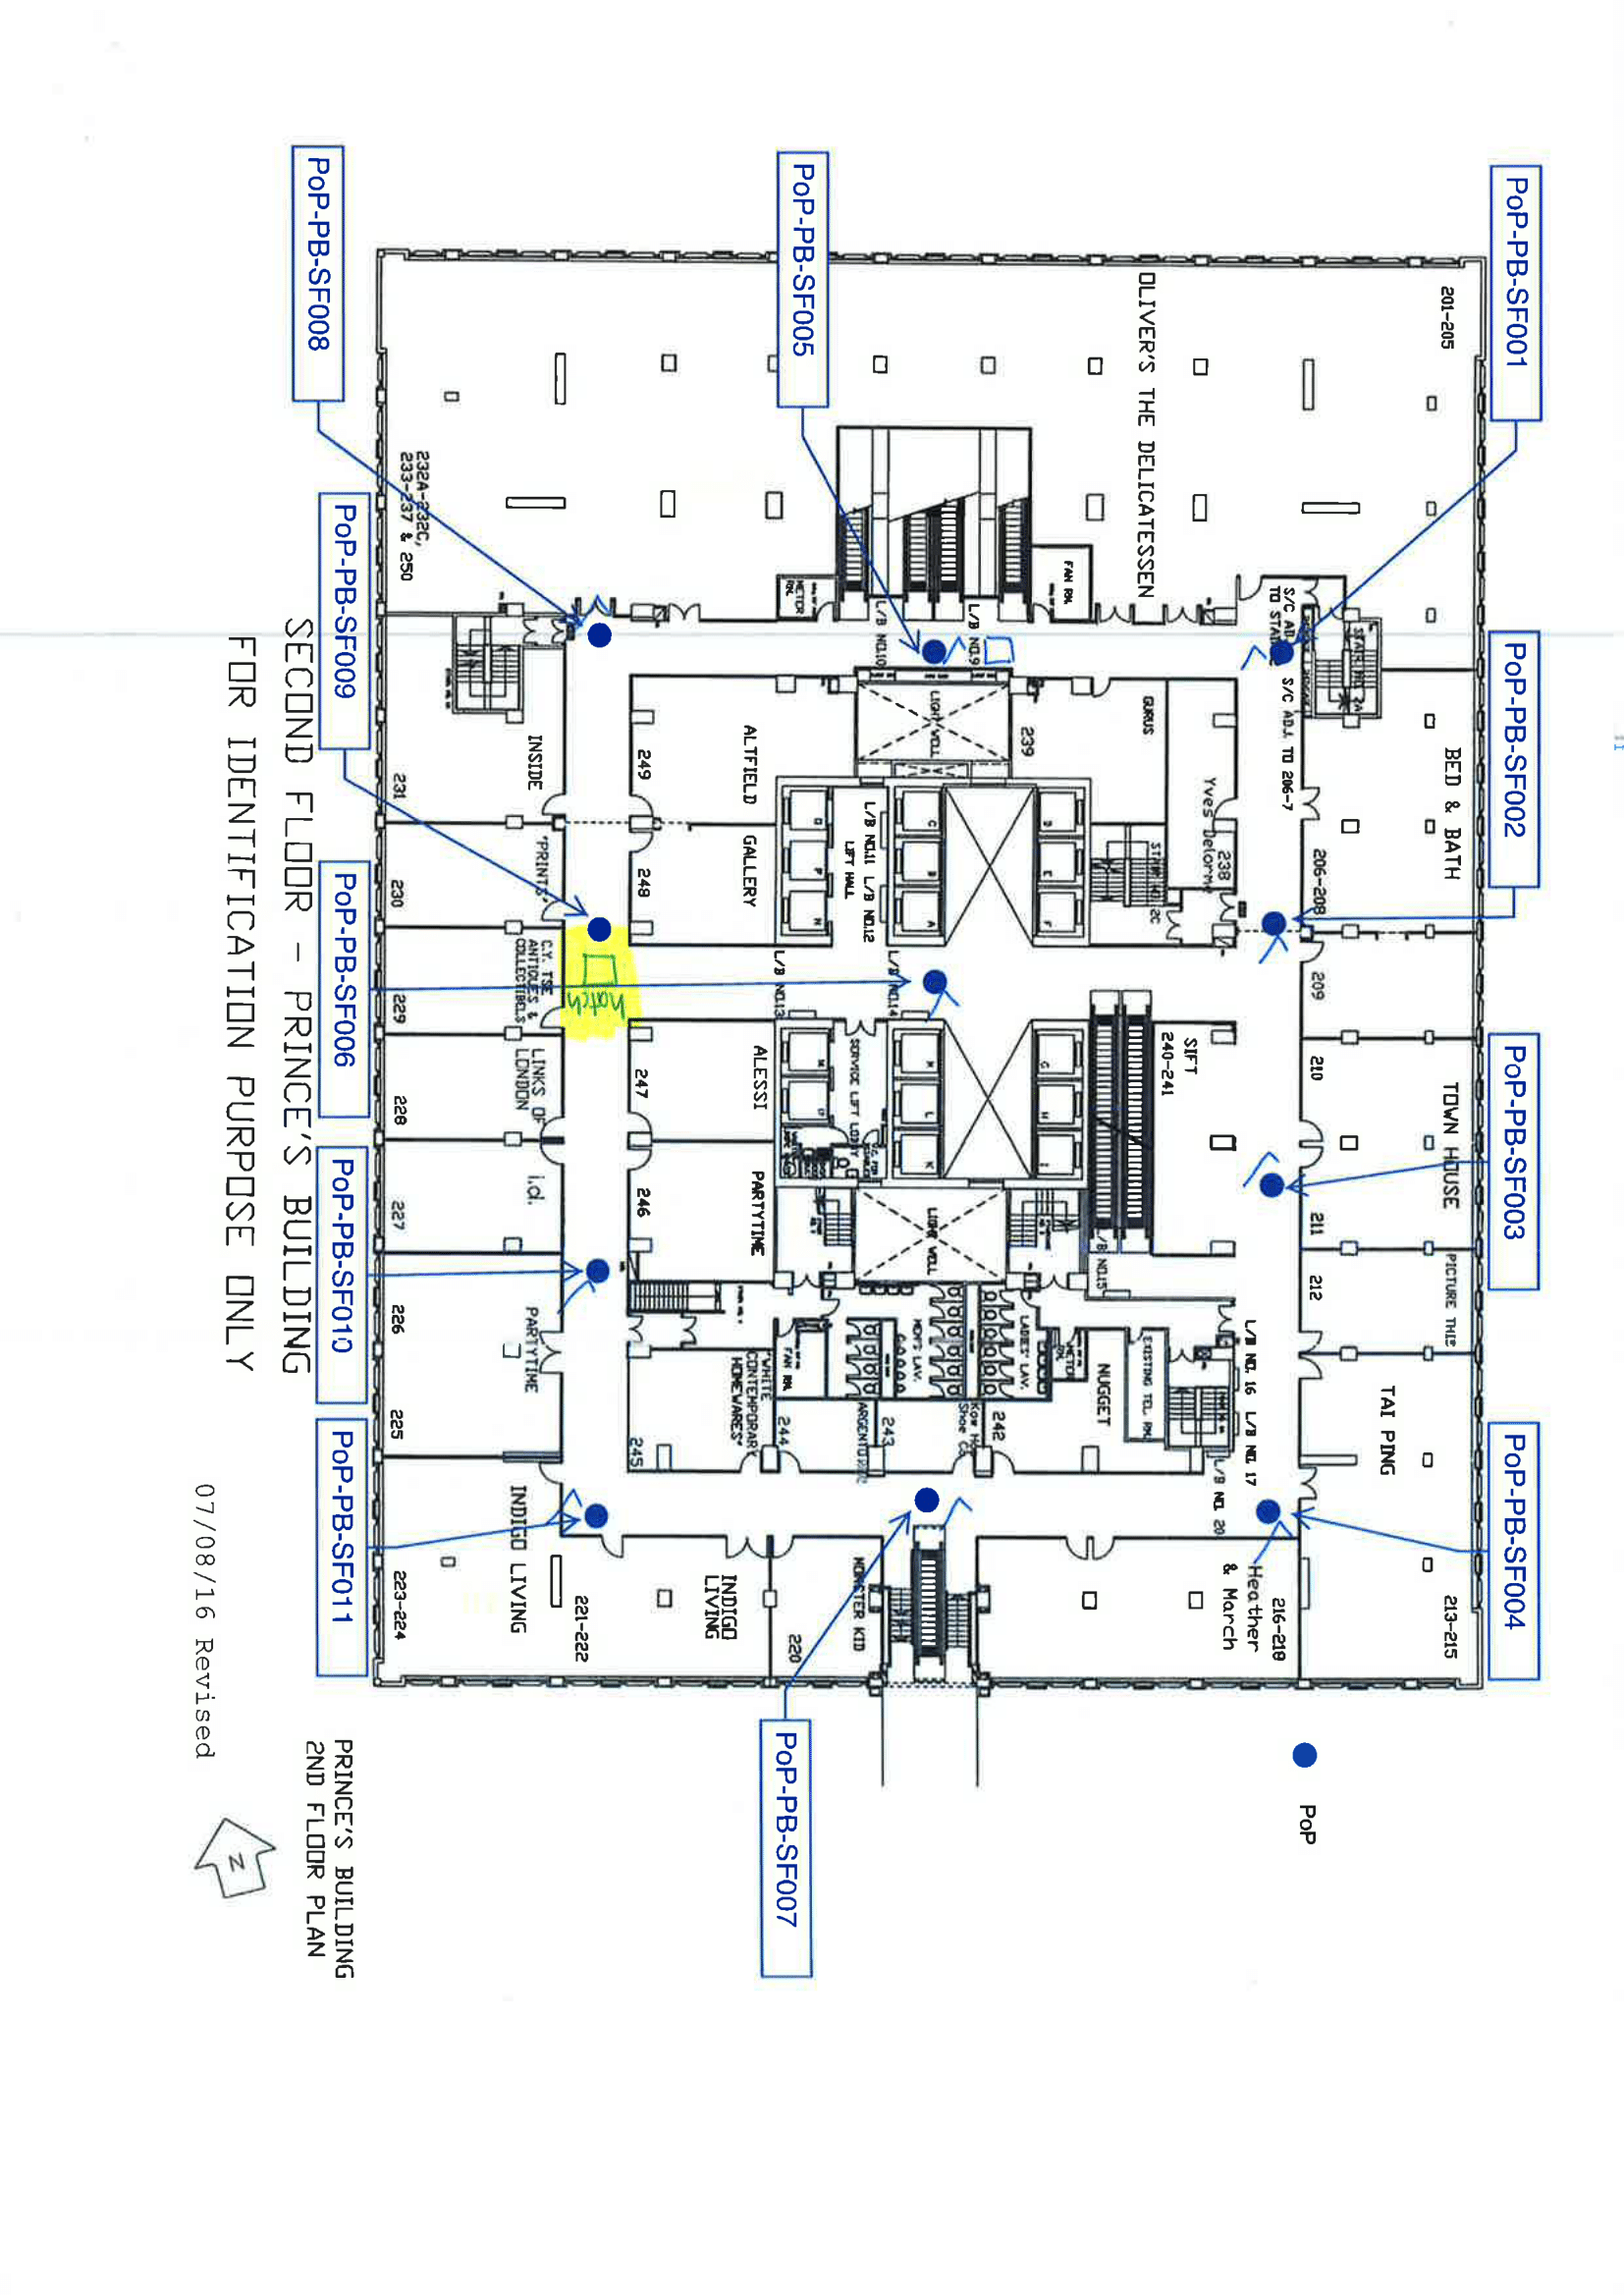 PoP-PB-SF001
PoP-PB-SF002
PoP-PB-SF003
PoP-PB-SF004
201-205
BED & BATH
TOWN HOUSE
PICTURE THIS
TAI PING
213-215
206-208
209
210
211
212
S/C ADJ. TO 206-7
L/B NO. 16 L/B NO. 17
L/B NO. 20
216-218
Heather
& March
OLIVER'S THE DELICATESSEN
FAN RM.
GURUS
Yves Delorme
238
239
SIFT
240-241
L/B NO.15
EXISTING TEL. RM.
NUGGET
METER
RM.
LADIES' LAV.
242
Kow Hoo
Shoe Co
243
MEN'S LAV.
244
FAN RM.
PoP-PB-SF005
L/B NO.9
L/B NO.10
METER
RM.
LIGHT WELL
D
E
F
C
B
A
L/B NO.11 L/B NO.12
LIFT HALL
L/B NO.14
L/B NO.13
G
H
I
L
K
M
SERVICE LIFT LOBBY
LIGHT WELL
ALTFIELD
GALLERY
ALESSI
PARTYTIME
"WHITE
CONTEMPORARY
HOMEWARES"
249
248
247
246
245
MONSTER KID
220
INDIGO
LIVING
221-222
hatch
INSIDE
"PRINTS"
C.Y. TSE
ANTIQUES &
COLLECTIBLES
LINKS OF
LONDON
i.d.
PARTYTIME
INDIGO LIVING
232A-232C,
233-237 & 250
231
230
229
228
227
226
225
223-224
PoP-PB-SF008
PoP-PB-SF009
PoP-PB-SF006
PoP-PB-SF010
PoP-PB-SF011
PoP-PB-SF007
PoP
SECOND FLOOR - PRINCE'S BUILDING
FOR IDENTIFICATION PURPOSE ONLY
07/08/16 Revised
PRINCE'S BUILDING
2ND FLOOR PLAN
N